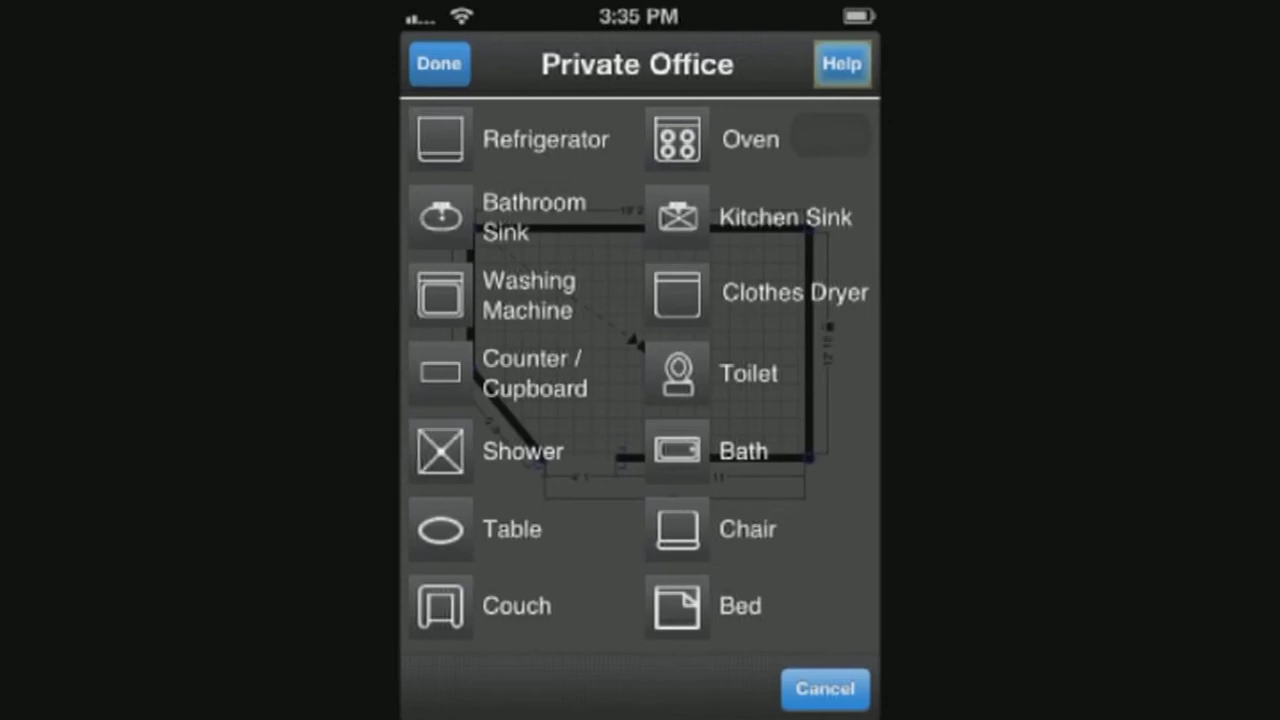 3:35 PM
Done
Private Office
Help
Refrigerator
Oven
Bathroom
Sink
Kitchen Sink
Washing
Machine
Clothes Dryer
Counter /
Cupboard
Toilet
Shower
Bath
Table
Chair
Couch
Bed
Cancel